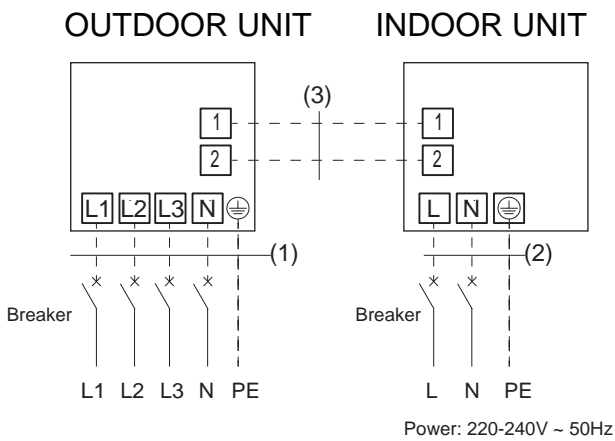 OUTDOOR UNIT INDOOR UNIT
(3)
1 1
2 2
L1 L2 L3 N L N
(1) (2)
Breaker Breaker
L1 L2 L3 N PE L N PE
Power: 220-240V ~ 50Hz